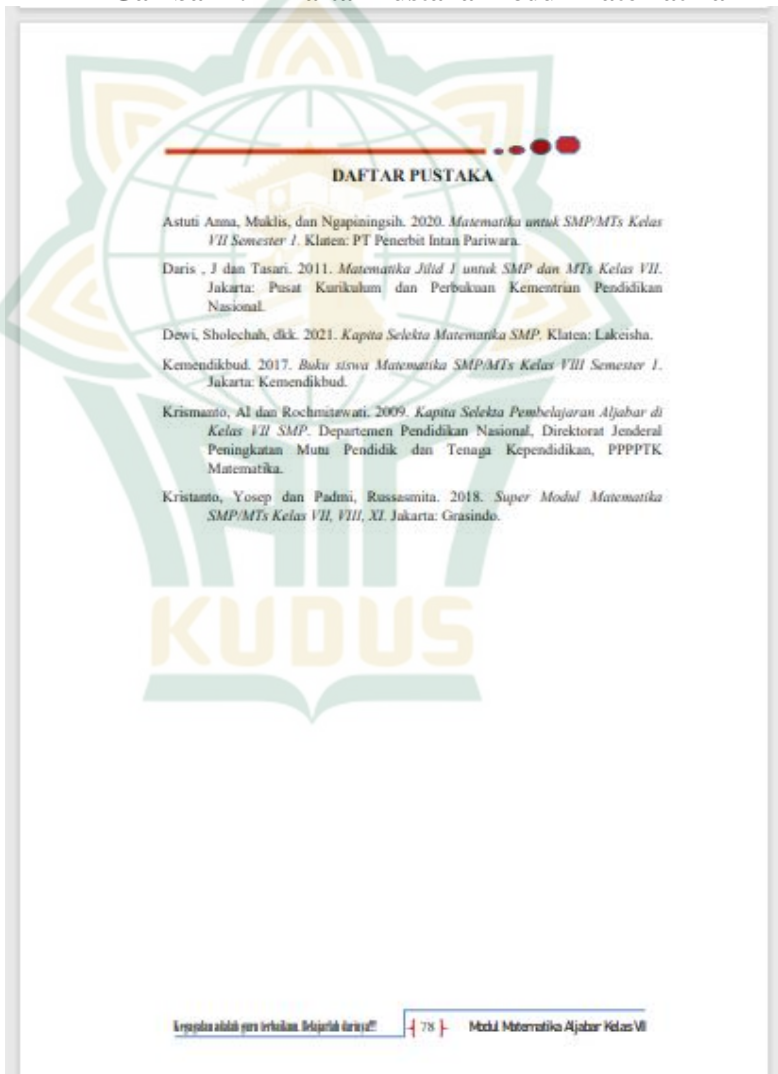 DAFTAR PUSTAKA
Astuti Anna, Muklis, dan Ngapiningsih. 2020. Matematika untuk SMP/MTs Kelas
VII Semester 1. Klaten: PT Penerbit Intan Pariwara.
Daris , J dan Tasari. 2011. Matematika Jilid 1 untuk SMP dan MTs Kelas VII.
Jakarta: Pusat Kurikulum dan Perbukuan Kementrian Pendidikan
Nasional.
Dewi, Sholechah, dkk. 2021. Kapita Selekta Matematika SMP. Klaten: Lakeisha.
Kemendikbud. 2017. Buku siswa Matematika SMP/MTs Kelas VIII Semester 1.
Jakarta: Kemendikbud.
Krismanto, Al dan Rochmitawati. 2009. Kapita Selekta Pembelajaran Aljabar di
Kelas VII SMP. Departemen Pendidikan Nasional, Direktorat Jenderal
Peningkatan Mutu Pendidik dan Tenaga Kependidikan, PPPPTK
Matematika.
Kristanto, Yosep dan Padmi, Russasmita. 2018. Super Modul Matematika
SMP/MTs Kelas VII, VIII, XI. Jakarta: Grasindo.
KUDUS
Kegagalan adalah guru terbaikan. Belajarlah darinya!!!
78
Modul Matematika Aljabar Kelas VII